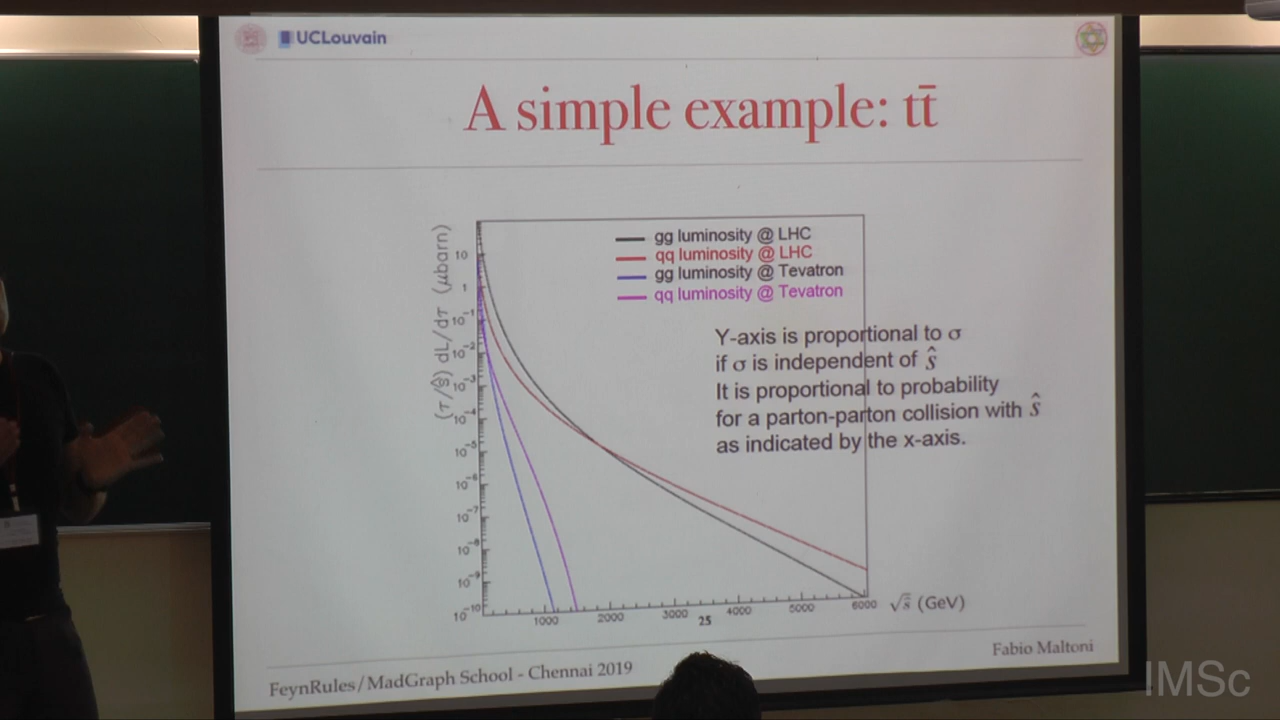 UCLouvain
A simple example: tt̄
(τ/ŝ) dL/dτ (μbarn)
gg luminosity @ LHC
qq luminosity @ LHC
gg luminosity @ Tevatron
qq luminosity @ Tevatron
10
1
10⁻¹
10⁻²
10⁻³
10⁻⁴
10⁻⁵
10⁻⁶
10⁻⁷
10⁻⁸
10⁻⁹
10⁻¹⁰
Y-axis is proportional to σ
if σ is independent of ŝ
It is proportional to probability
for a parton-parton collision with ŝ
as indicated by the x-axis.
1000 2000 3000 4000 5000 6000 √ŝ (GeV)
25
FeynRules/MadGraph School - Chennai 2019
Fabio Maltoni
IMSc